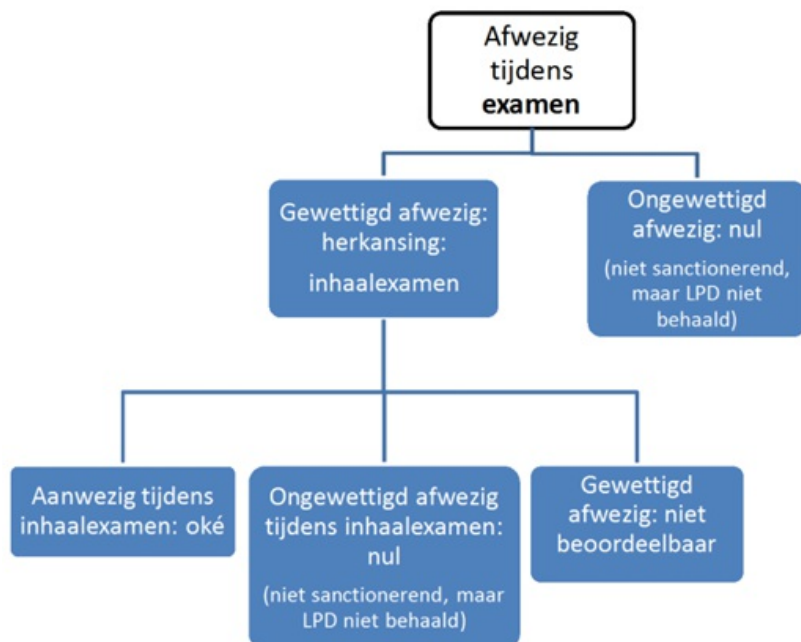 Afwezig
tijdens
examen
Gewettigd afwezig:
herkansing:
inhaalexamen
Ongewettigd
afwezig: nul
(niet sanctionerend,
maar LPD niet
behaald)
Aanwezig tijdens
inhaalexamen: oké
Ongewettigd afwezig
tijdens inhaalexamen:
nul
(niet sanctionerend, maar
LPD niet behaald)
Gewettigd
afwezig: niet
beoordeelbaar